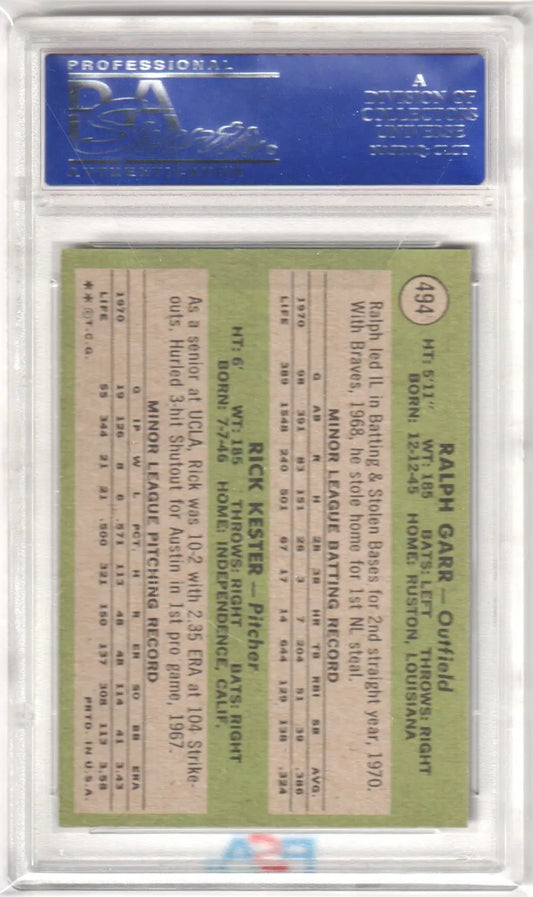 PROFESSIONAL
PSA
Sports
AUTHENTICATION
A
DIVISION OF
COLLECTORS
UNIVERSE
NASDAQ: CLCT
494
RALPH GARR — Outfield
HT: 5'11" WT: 185 BATS: LEFT THROWS: RIGHT
BORN: 12-12-45 HOME: RUSTON, LOUISIANA
Ralph led IL in Batting & Stolen Bases for 2nd straight year, 1970.
With Braves, 1968, he stole home for 1st NL steal.
MINOR LEAGUE BATTING RECORD
G AB R H 2B 3B HR TB RBI SB AVG.
1970 98 391 83 151 26 3 7 204 51 39 .386
LIFE 389 1548 240 501 67 17 14 644 129 138 .324
RICK KESTER — Pitcher
HT: 6' WT: 185 THROWS: RIGHT BATS: RIGHT
BORN: 7-7-46 HOME: INDEPENDENCE, CALIF.
As a senior at UCLA, Rick was 10-2 with 2.35 ERA at 104 Strike-
outs. Hurled 3-hit Shutout for Austin in 1st pro game, 1967.
MINOR LEAGUE PITCHING RECORD
G IP W L PCT. H R ER SO BB ERA
1970 19 126 8 6 .571 113 48 48 114 41 3.43
LIFE 55 344 21 21 .500 321 150 137 308 113 3.58
**©T.C.G. PRTD. IN U.S.A.
PSA